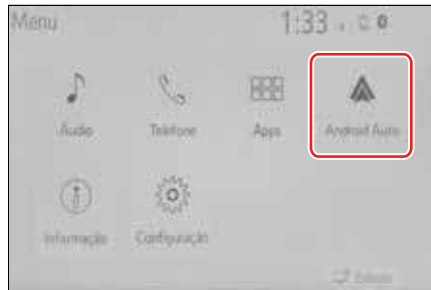 Menu 1:33
Áudio Telefone Apps Android Auto
Informação Configuração